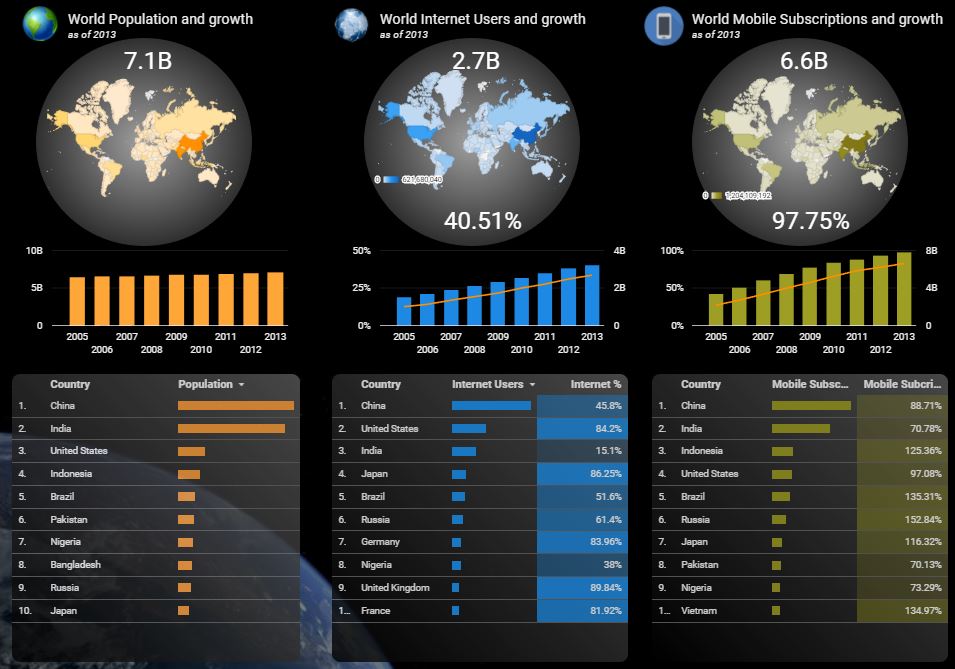 World Population and growth
as of 2013
7.1B
10B
5B
0
2005
2007
2009
2011
2013
2006
2008
2010
2012
Country Population
1. China
2. India
3. United States
4. Indonesia
5. Brazil
6. Pakistan
7. Nigeria
8. Bangladesh
9. Russia
10. Japan
World Internet Users and growth
as of 2013
2.7B
0 621,680,040
40.51%
50%
25%
0%
4B
2B
0
2005
2007
2009
2011
2013
2006
2008
2010
2012
Country Internet Users Internet %
1. China 45.8%
2. United States 84.2%
3. India 15.1%
4. Japan 86.25%
5. Brazil 51.6%
6. Russia 61.4%
7. Germany 83.96%
8. Nigeria 38%
9. United Kingdom 89.84%
1... France 81.92%
World Mobile Subscriptions and growth
as of 2013
6.6B
0 1,204,109,192
97.75%
100%
50%
0%
8B
4B
0
2005
2007
2009
2011
2013
2006
2008
2010
2012
Country Mobile Subsc... Mobile Subcri...
1. China 88.71%
2. India 70.78%
3. Indonesia 125.36%
4. United States 97.08%
5. Brazil 135.31%
6. Russia 152.84%
7. Japan 116.32%
8. Pakistan 70.13%
9. Nigeria 73.29%
1... Vietnam 134.97%